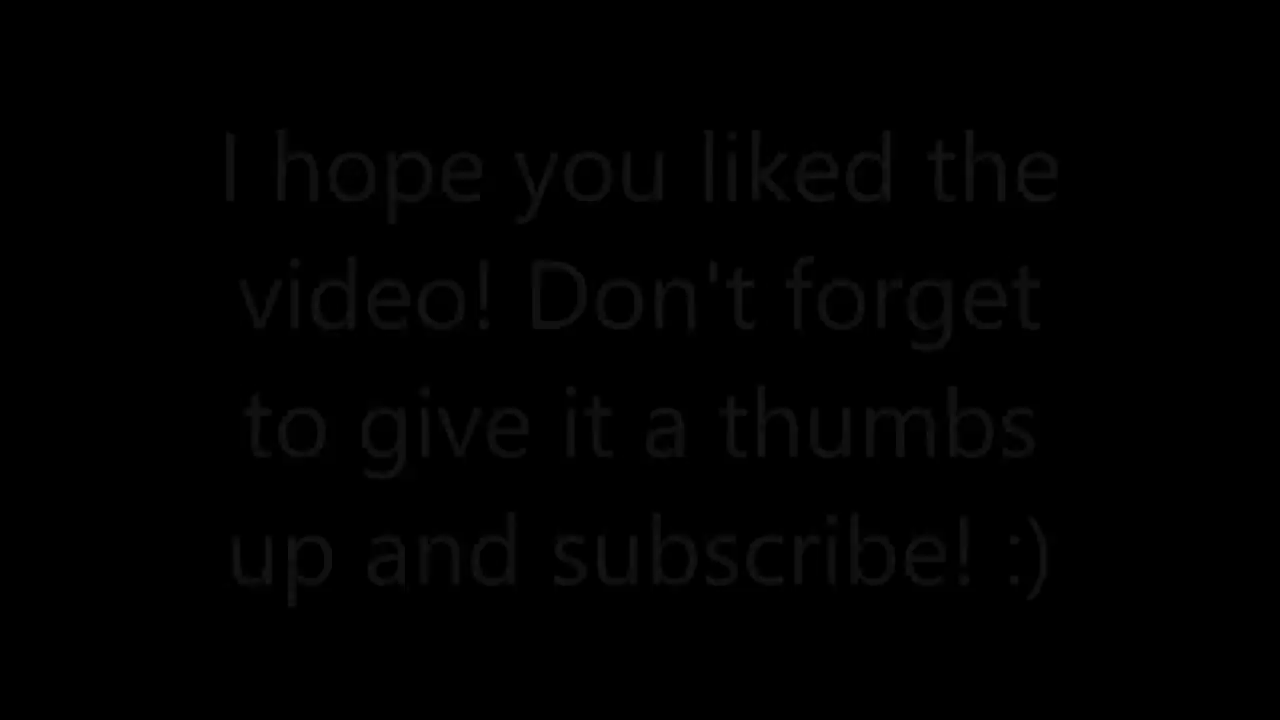 I hope you liked the
video! Don't forget
to give it a thumbs
up and subscribe! :)